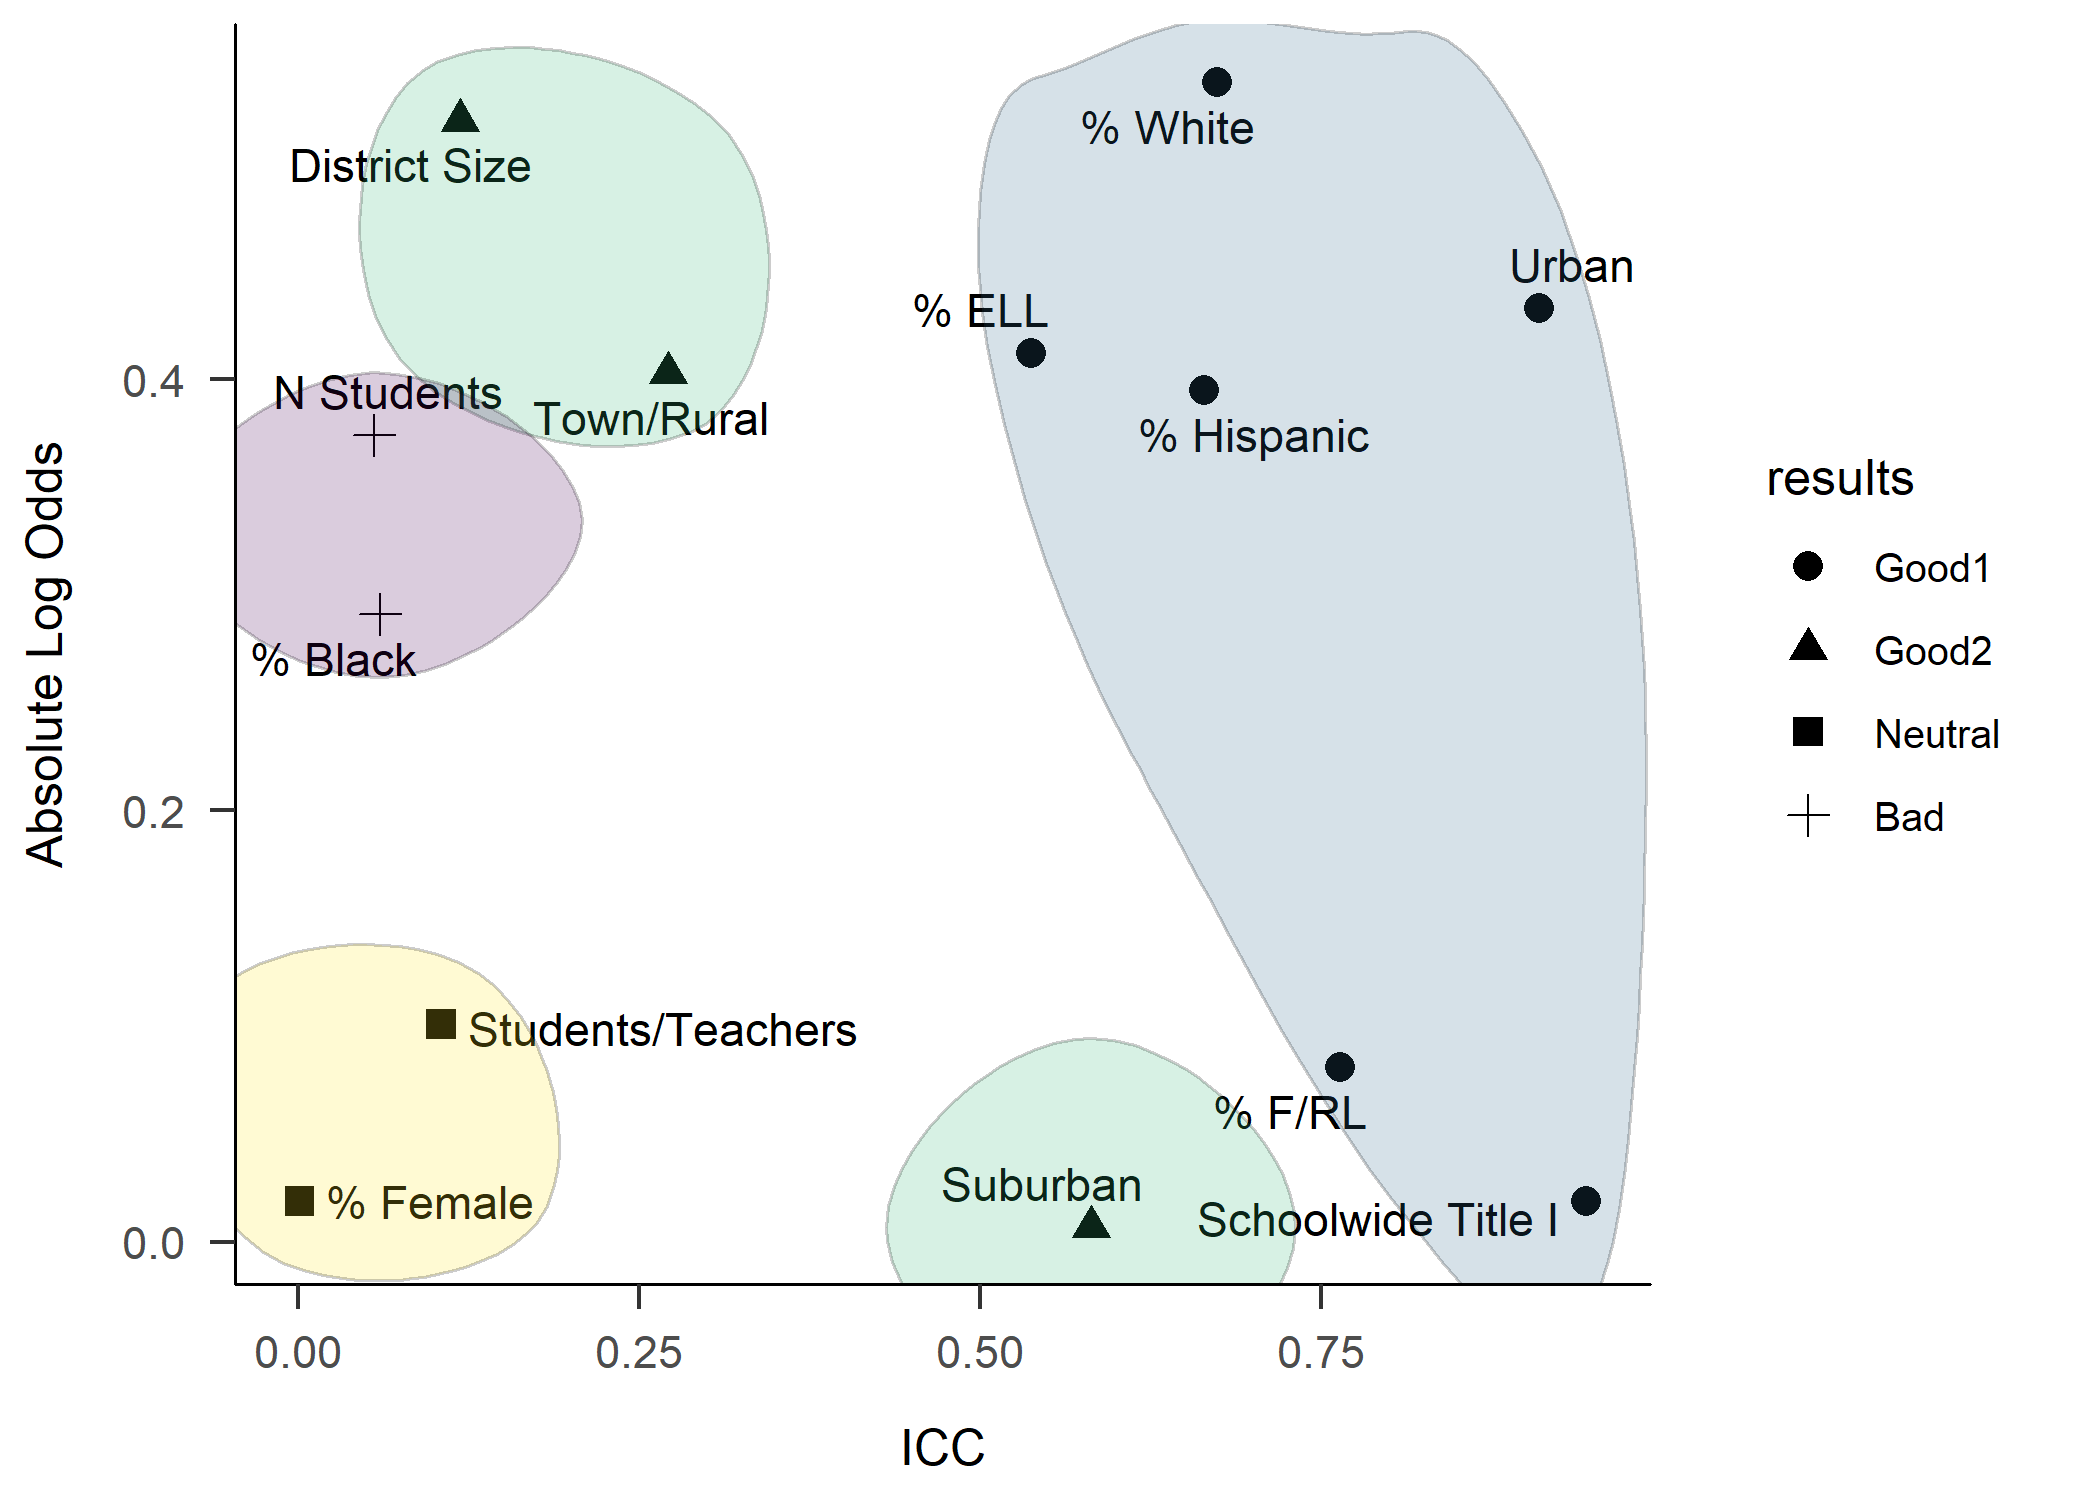 % White
District Size
Urban
% ELL
0.4
N Students
Town/Rural
% Hispanic
results
Good1
Good2
Neutral
Bad
% Black
Absolute Log Odds
0.2
Students/Teachers
% F/RL
Suburban
% Female
Schoolwide Title I
0.0
0.00
0.25
0.50
0.75
ICC